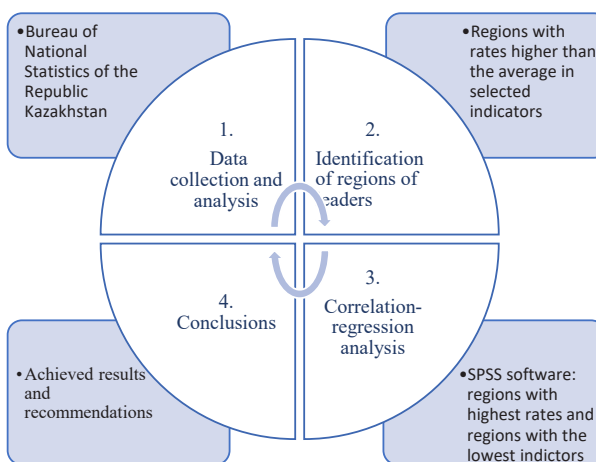 •Bureau of
National
Statistics of the
Republic
Kazakhstan
•Regions with
rates higher than
the average in
selected
indicators
1.
Data
collection and
analysis
2.
Identification
of regions of
leaders
4.
Conclusions
3.
Correlation-
regression
analysis
•Achieved results
and
recommendations
•SPSS software:
regions with
highest rates and
regions with the
lowest indictors